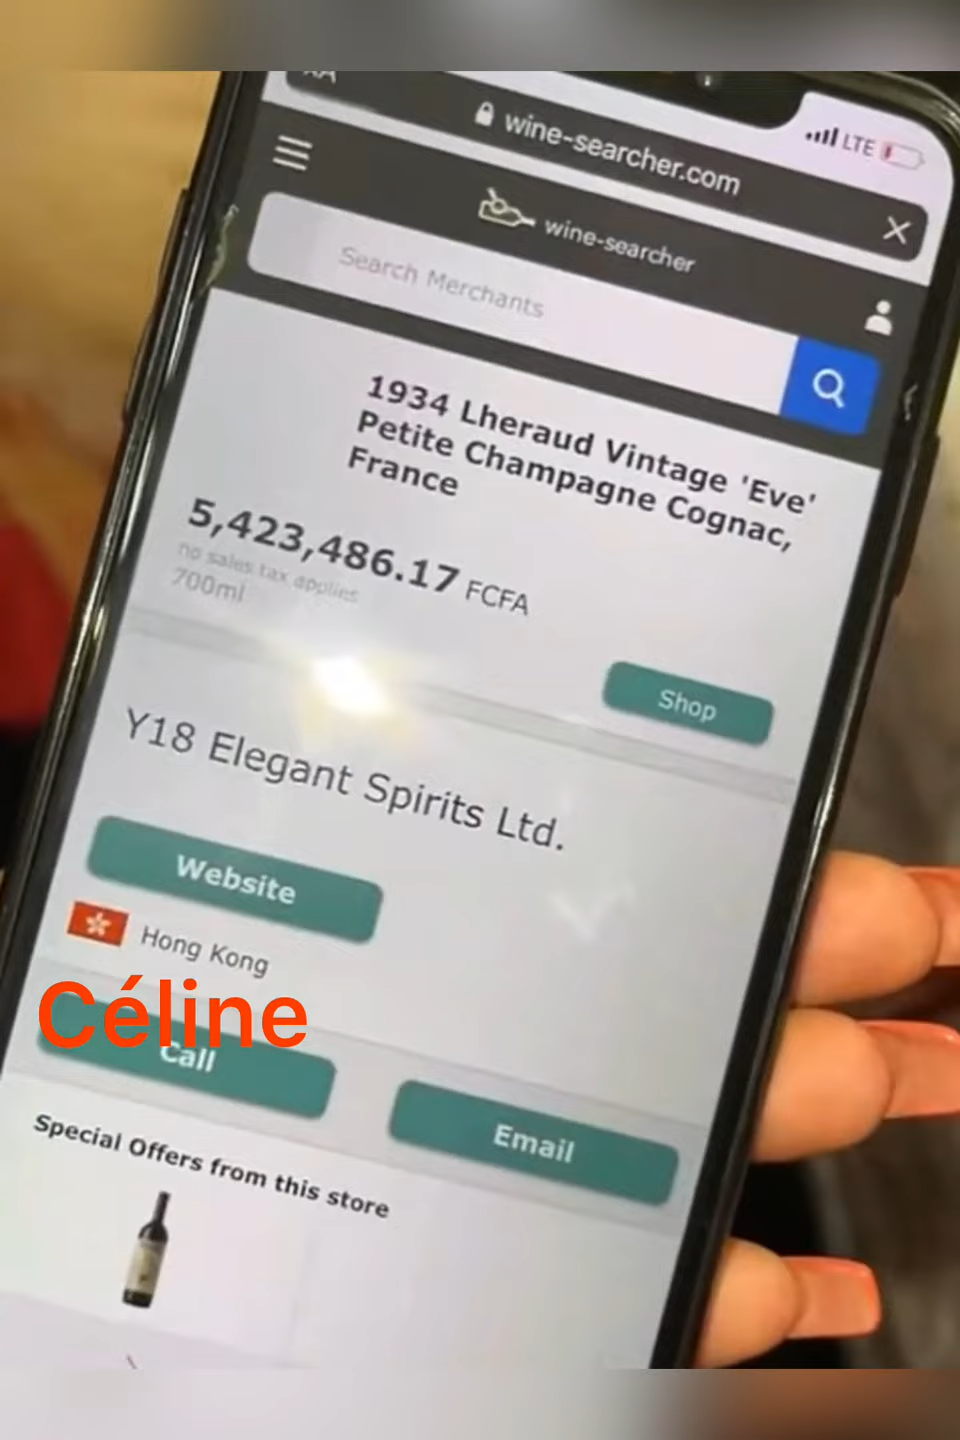 AA
wine-searcher.com
LTE
wine-searcher
Search Merchants
1934 Lheraud Vintage 'Eve'
Petite Champagne Cognac,
France
5,423,486.17 FCFA
no sales tax applies
700ml
Shop
Y18 Elegant Spirits Ltd.
Website
Hong Kong
Céline
Call
Email
Special Offers from this store